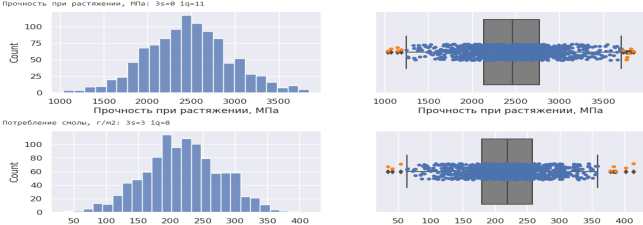 Прочность при растяжении, МПа: 3s=0 iq=11
Count
100
75
50
25
0
1000 1500 2000 2500 3000 3500
Прочность при растяжении, МПа
1000 1500 2000 2500 3000 3500
Прочность при растяжении, МПа
Потребление смолы, г/м2: 3s=3 iq=8
Count
100
80
60
40
20
0
50 100 150 200 250 300 350 400
50 100 150 200 250 300 350 400